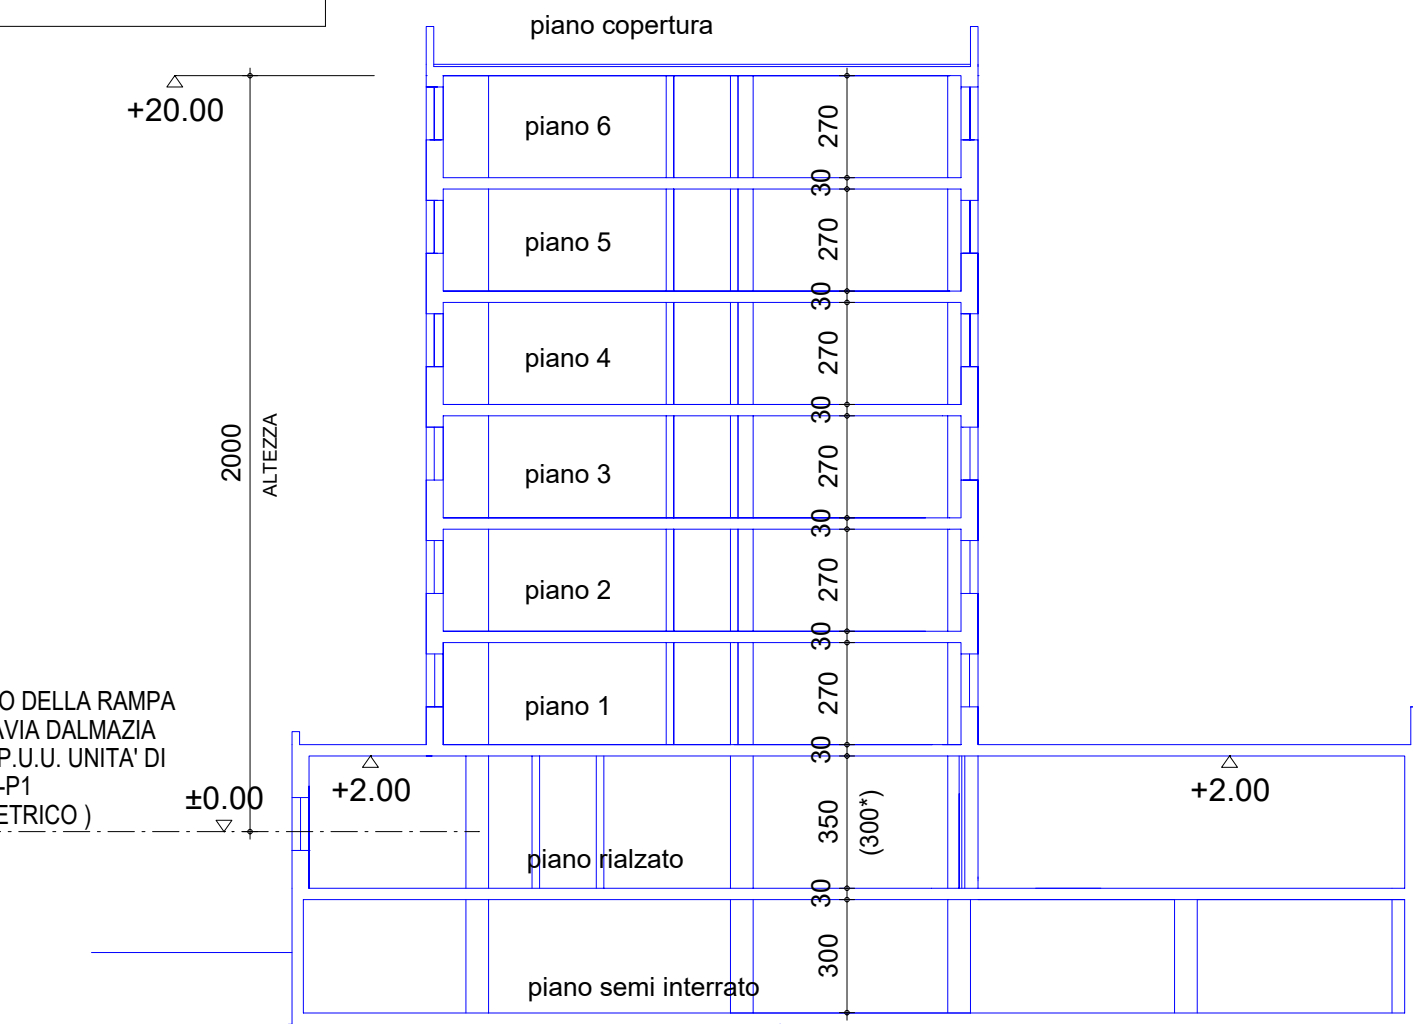 piano copertura
+20.00
piano 6
270
30
piano 5
270
30
piano 4
270
30
2000
ALTEZZA
piano 3
270
30
piano 2
270
30
O DELLA RAMPA
AVIA DALMAZIA
P.U.U. UNITA' DI
-P1
ETRICO )
piano 1
270
30
±0.00
+2.00
+2.00
350
(300*)
piano rialzato
30
300
piano semi interrato